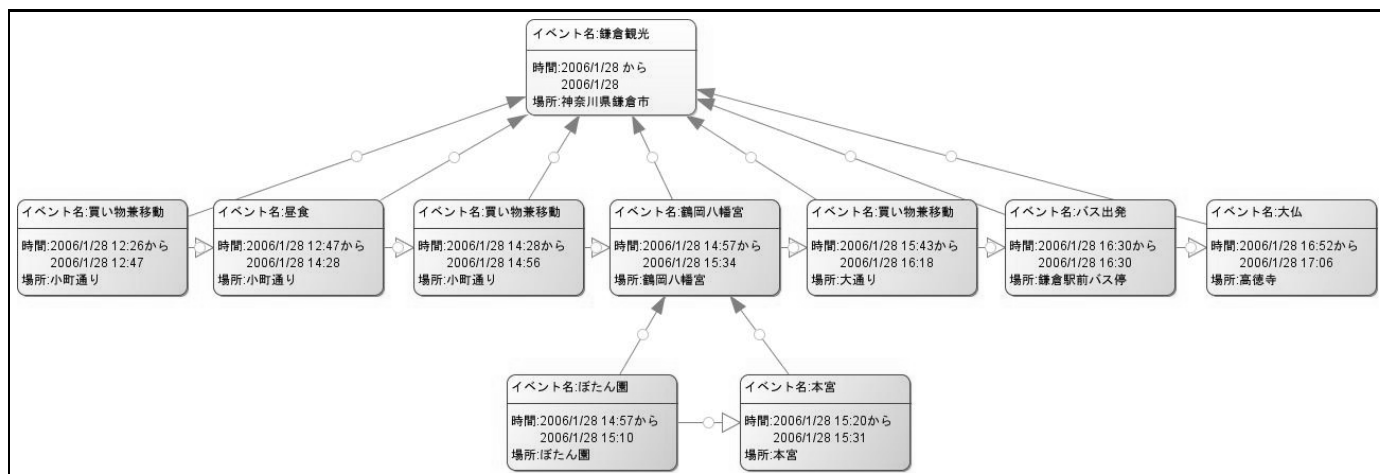 イベント名:鎌倉観光
時間:2006/1/28 から
2006/1/28
場所:神奈川県鎌倉市
イベント名:買い物兼移動
時間:2006/1/28 12:26から
2006/1/28 12:47
場所:小町通り
イベント名:昼食
時間:2006/1/28 12:47から
2006/1/28 14:28
場所:小町通り
イベント名:買い物兼移動
時間:2006/1/28 14:28から
2006/1/28 14:56
場所:小町通り
イベント名:鶴岡八幡宮
時間:2006/1/28 14:57から
2006/1/28 15:34
場所:鶴岡八幡宮
イベント名:買い物兼移動
時間:2006/1/28 15:43から
2006/1/28 16:18
場所:大通り
イベント名:バス出発
時間:2006/1/28 16:30から
2006/1/28 16:30
場所:鎌倉駅前バス停
イベント名:大仏
時間:2006/1/28 16:52から
2006/1/28 17:06
場所:高徳寺
イベント名:ぼたん園
時間:2006/1/28 14:57から
2006/1/28 15:10
場所:ぼたん園
イベント名:本宮
時間:2006/1/28 15:20から
2006/1/28 15:31
場所:本宮